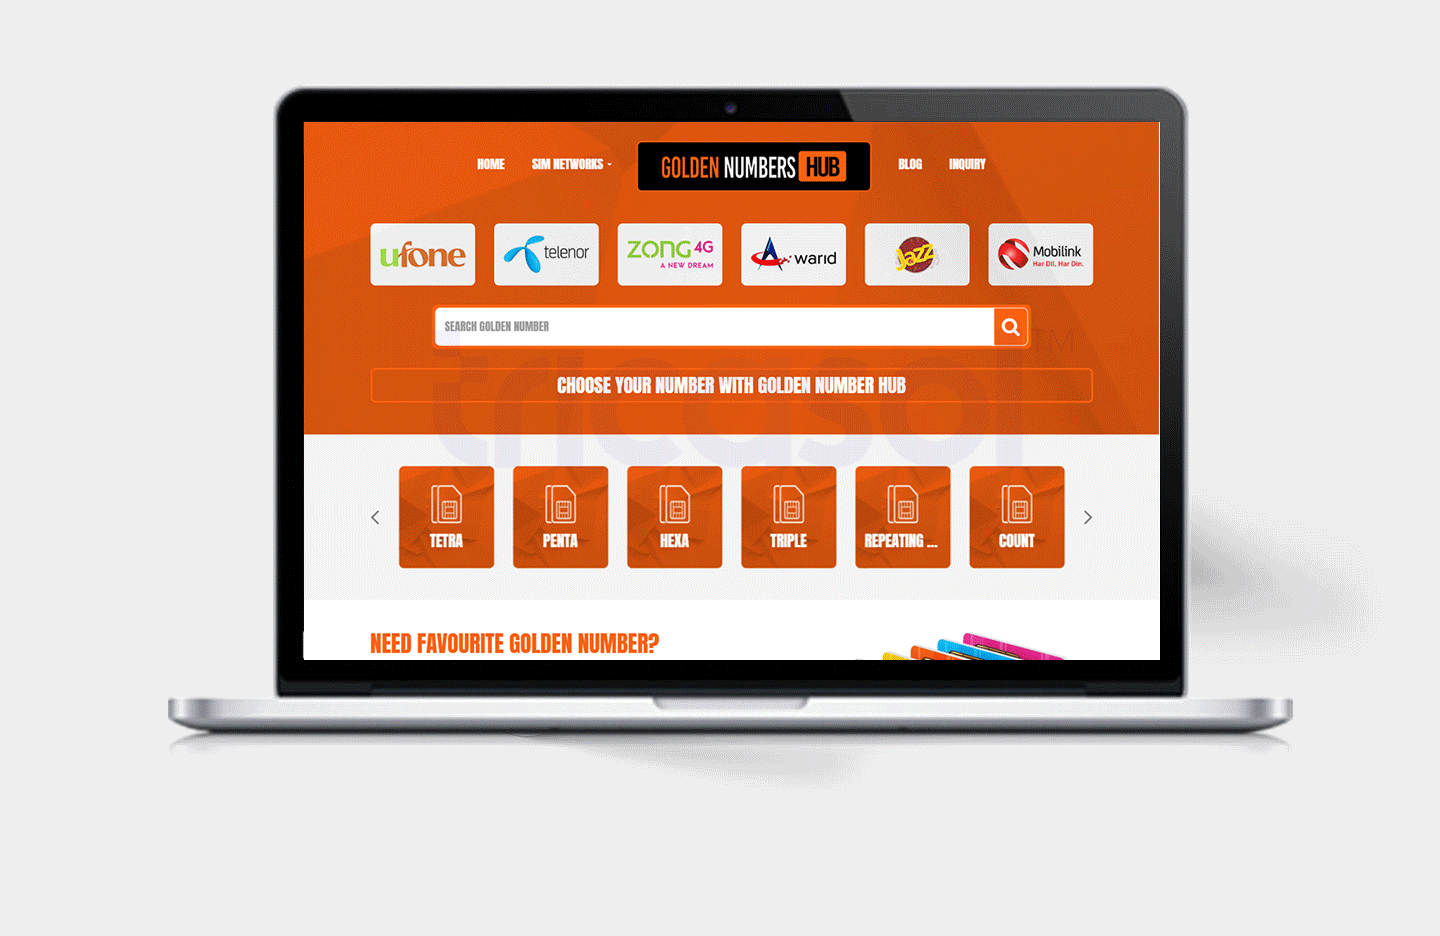 HOME SIM NETWORKS GOLDEN NUMBERS HUB BLOG INQUIRY
ufone telenor ZONG 4G A NEW DREAM warid Jazz Mobilink Har Dil. Har Din.
SEARCH GOLDEN NUMBER
TM
tricasol
CHOOSE YOUR NUMBER WITH GOLDEN NUMBER HUB
TETRA PENTA HEXA TRIPLE REPEATING ... COUNT
NEED FAVOURITE GOLDEN NUMBER?